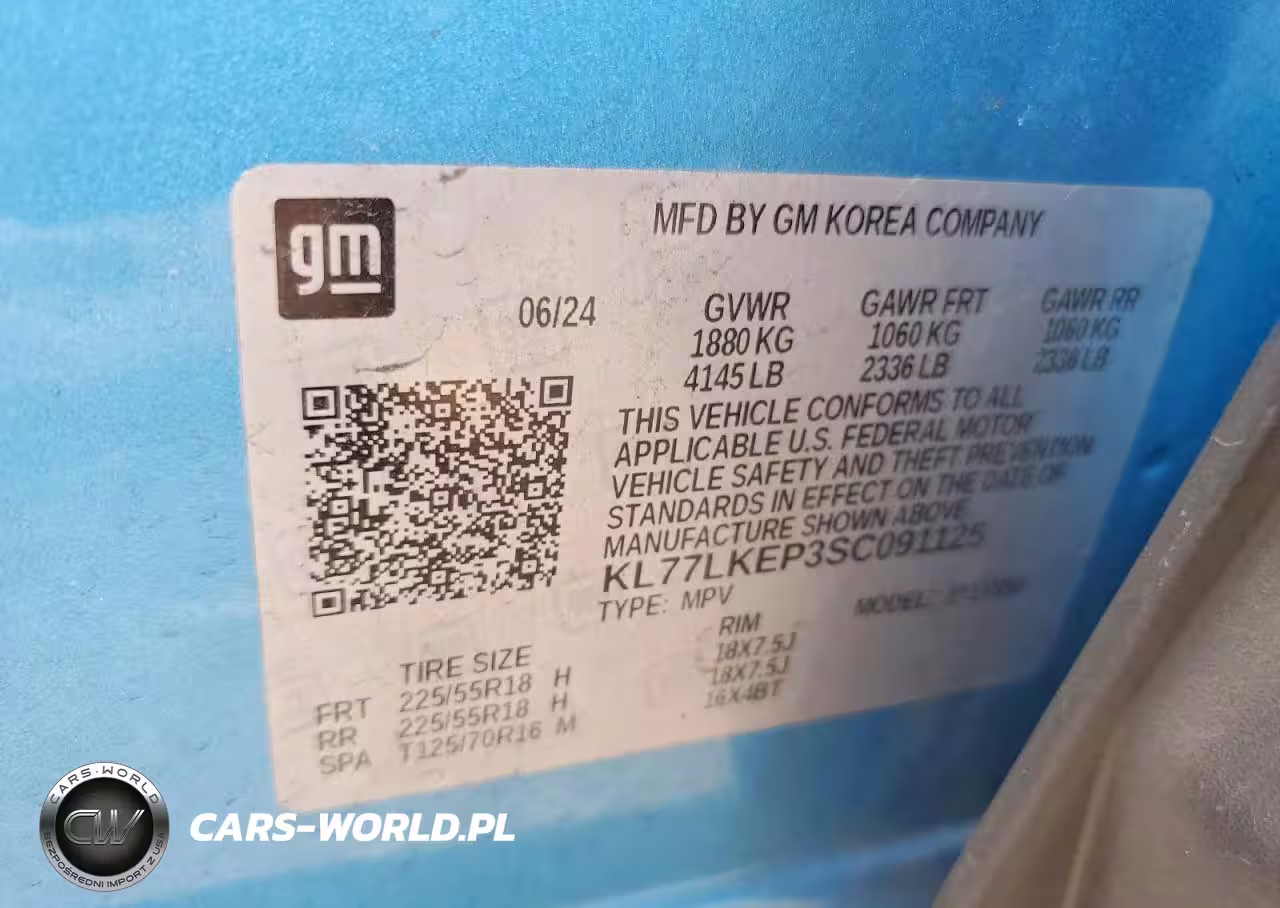 gm
MFD BY GM KOREA COMPANY
06/24
GVWR GAWR FRT GAWR RR
1880 KG 1060 KG 1060 KG
4145 LB 2336 LB 2336 LB
THIS VEHICLE CONFORMS TO ALL
APPLICABLE U.S. FEDERAL MOTOR
VEHICLE SAFETY AND THEFT PREVENTION
STANDARDS IN EFFECT ON THE DATE OF
MANUFACTURE SHOWN ABOVE.
KL77LKEP3SC091125
TYPE: MPV MODEL:
TIRE SIZE RIM
FRT 225/55R18 H 18X7.5J
RR 225/55R18 H 18X7.5J
SPA T125/70R16 M 16X4BT
CARS-WORLD
CW
BEZPOŚREDNI IMPORT Z USA
CARS-WORLD.PL